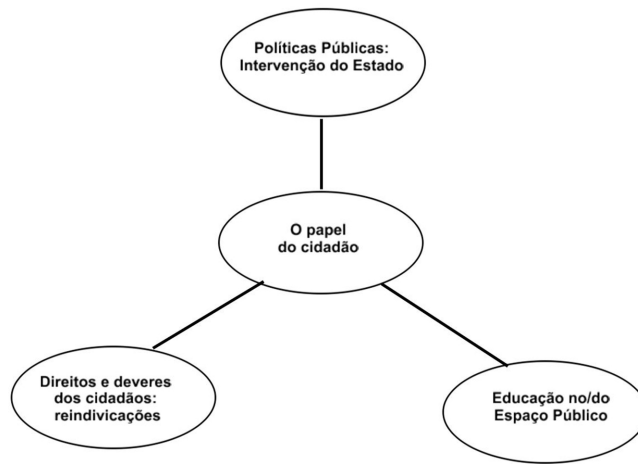 Políticas Públicas:
Intervenção do Estado
O papel
do cidadão
Direitos e deveres
dos cidadãos:
reindivicações
Educação no/do
Espaço Público